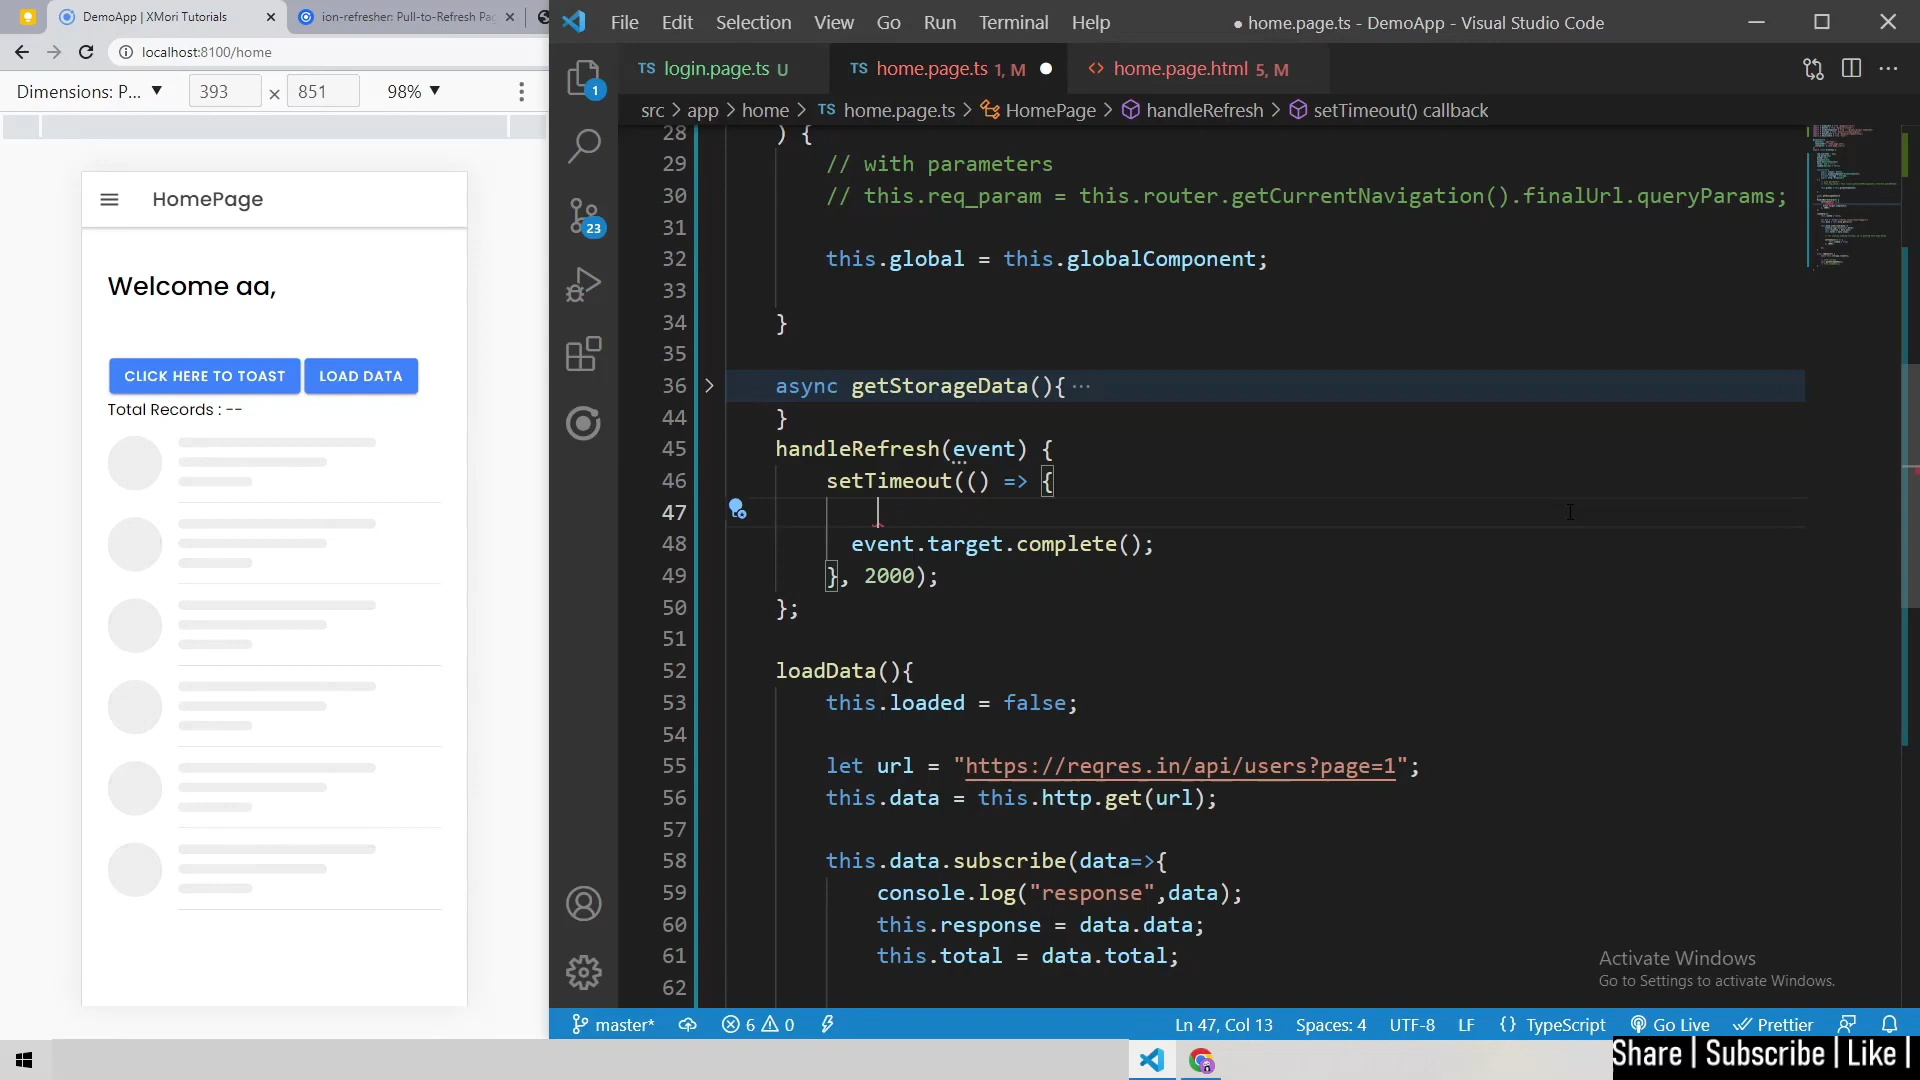 DemoApp | XMori Tutorials
ion-refresher: Pull-to-Refresh Pag
localhost:8100/home
Dimensions: P... 393 × 851 98%
HomePage
Welcome aa,
CLICK HERE TO TOAST LOAD DATA
Total Records : --
File Edit Selection View Go Run Terminal Help
● home.page.ts - DemoApp - Visual Studio Code
TS login.page.ts U
TS home.page.ts 1, M
<> home.page.html 5, M
src > app > home > TS home.page.ts > HomePage > handleRefresh > setTimeout() callback
1
23
28 ) {
29 // with parameters
30 // this.req_param = this.router.getCurrentNavigation().finalUrl.queryParams;
31
32 this.global = this.globalComponent;
33
34 }
35
36 async getStorageData(){ ...
44 }
45 handleRefresh(event) {
46 setTimeout(() => {
47
48 event.target.complete();
49 }, 2000);
50 };
51
52 loadData(){
53 this.loaded = false;
54
55 let url = "https://reqres.in/api/users?page=1";
56 this.data = this.http.get(url);
57
58 this.data.subscribe(data=>{
59 console.log("response",data);
60 this.response = data.data;
61 this.total = data.total;
62
Activate Windows
Go to Settings to activate Windows.
master* 6 0 Ln 47, Col 13 Spaces: 4 UTF-8 LF {} TypeScript Go Live Prettier
Share | Subscribe | Like |